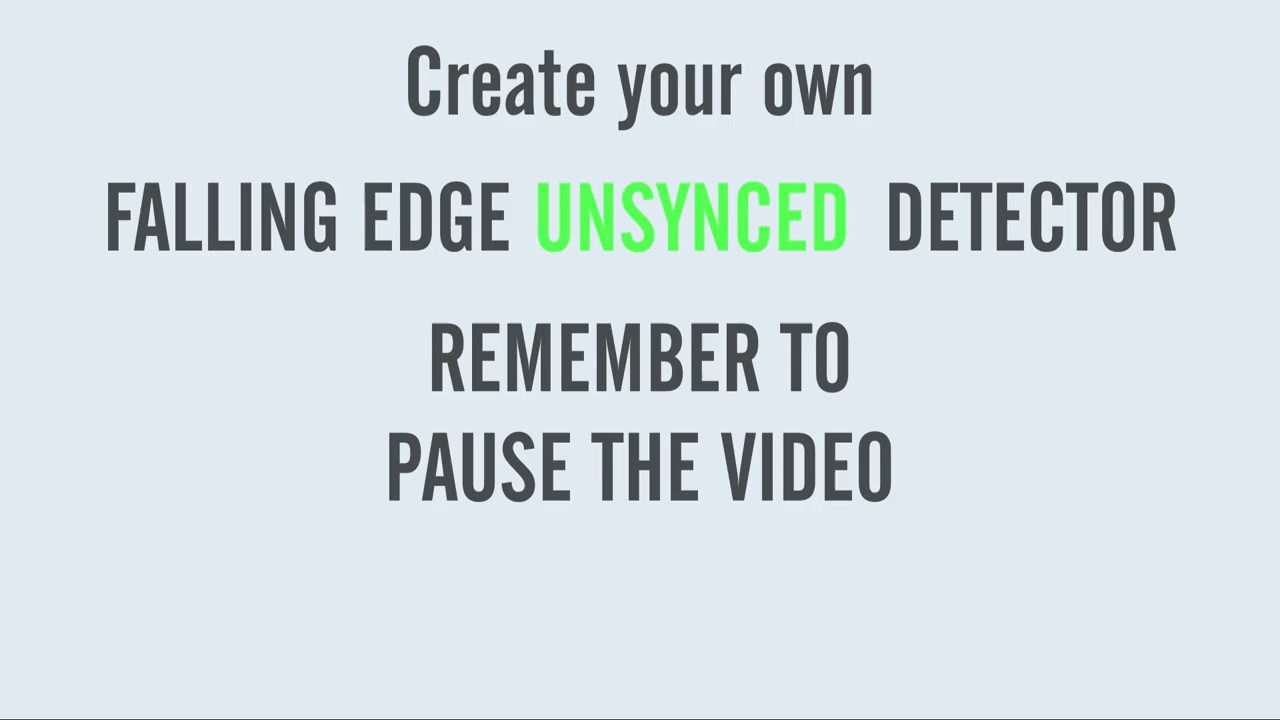 Create your own
FALLING EDGE UNSYNCED DETECTOR
REMEMBER TO
PAUSE THE VIDEO